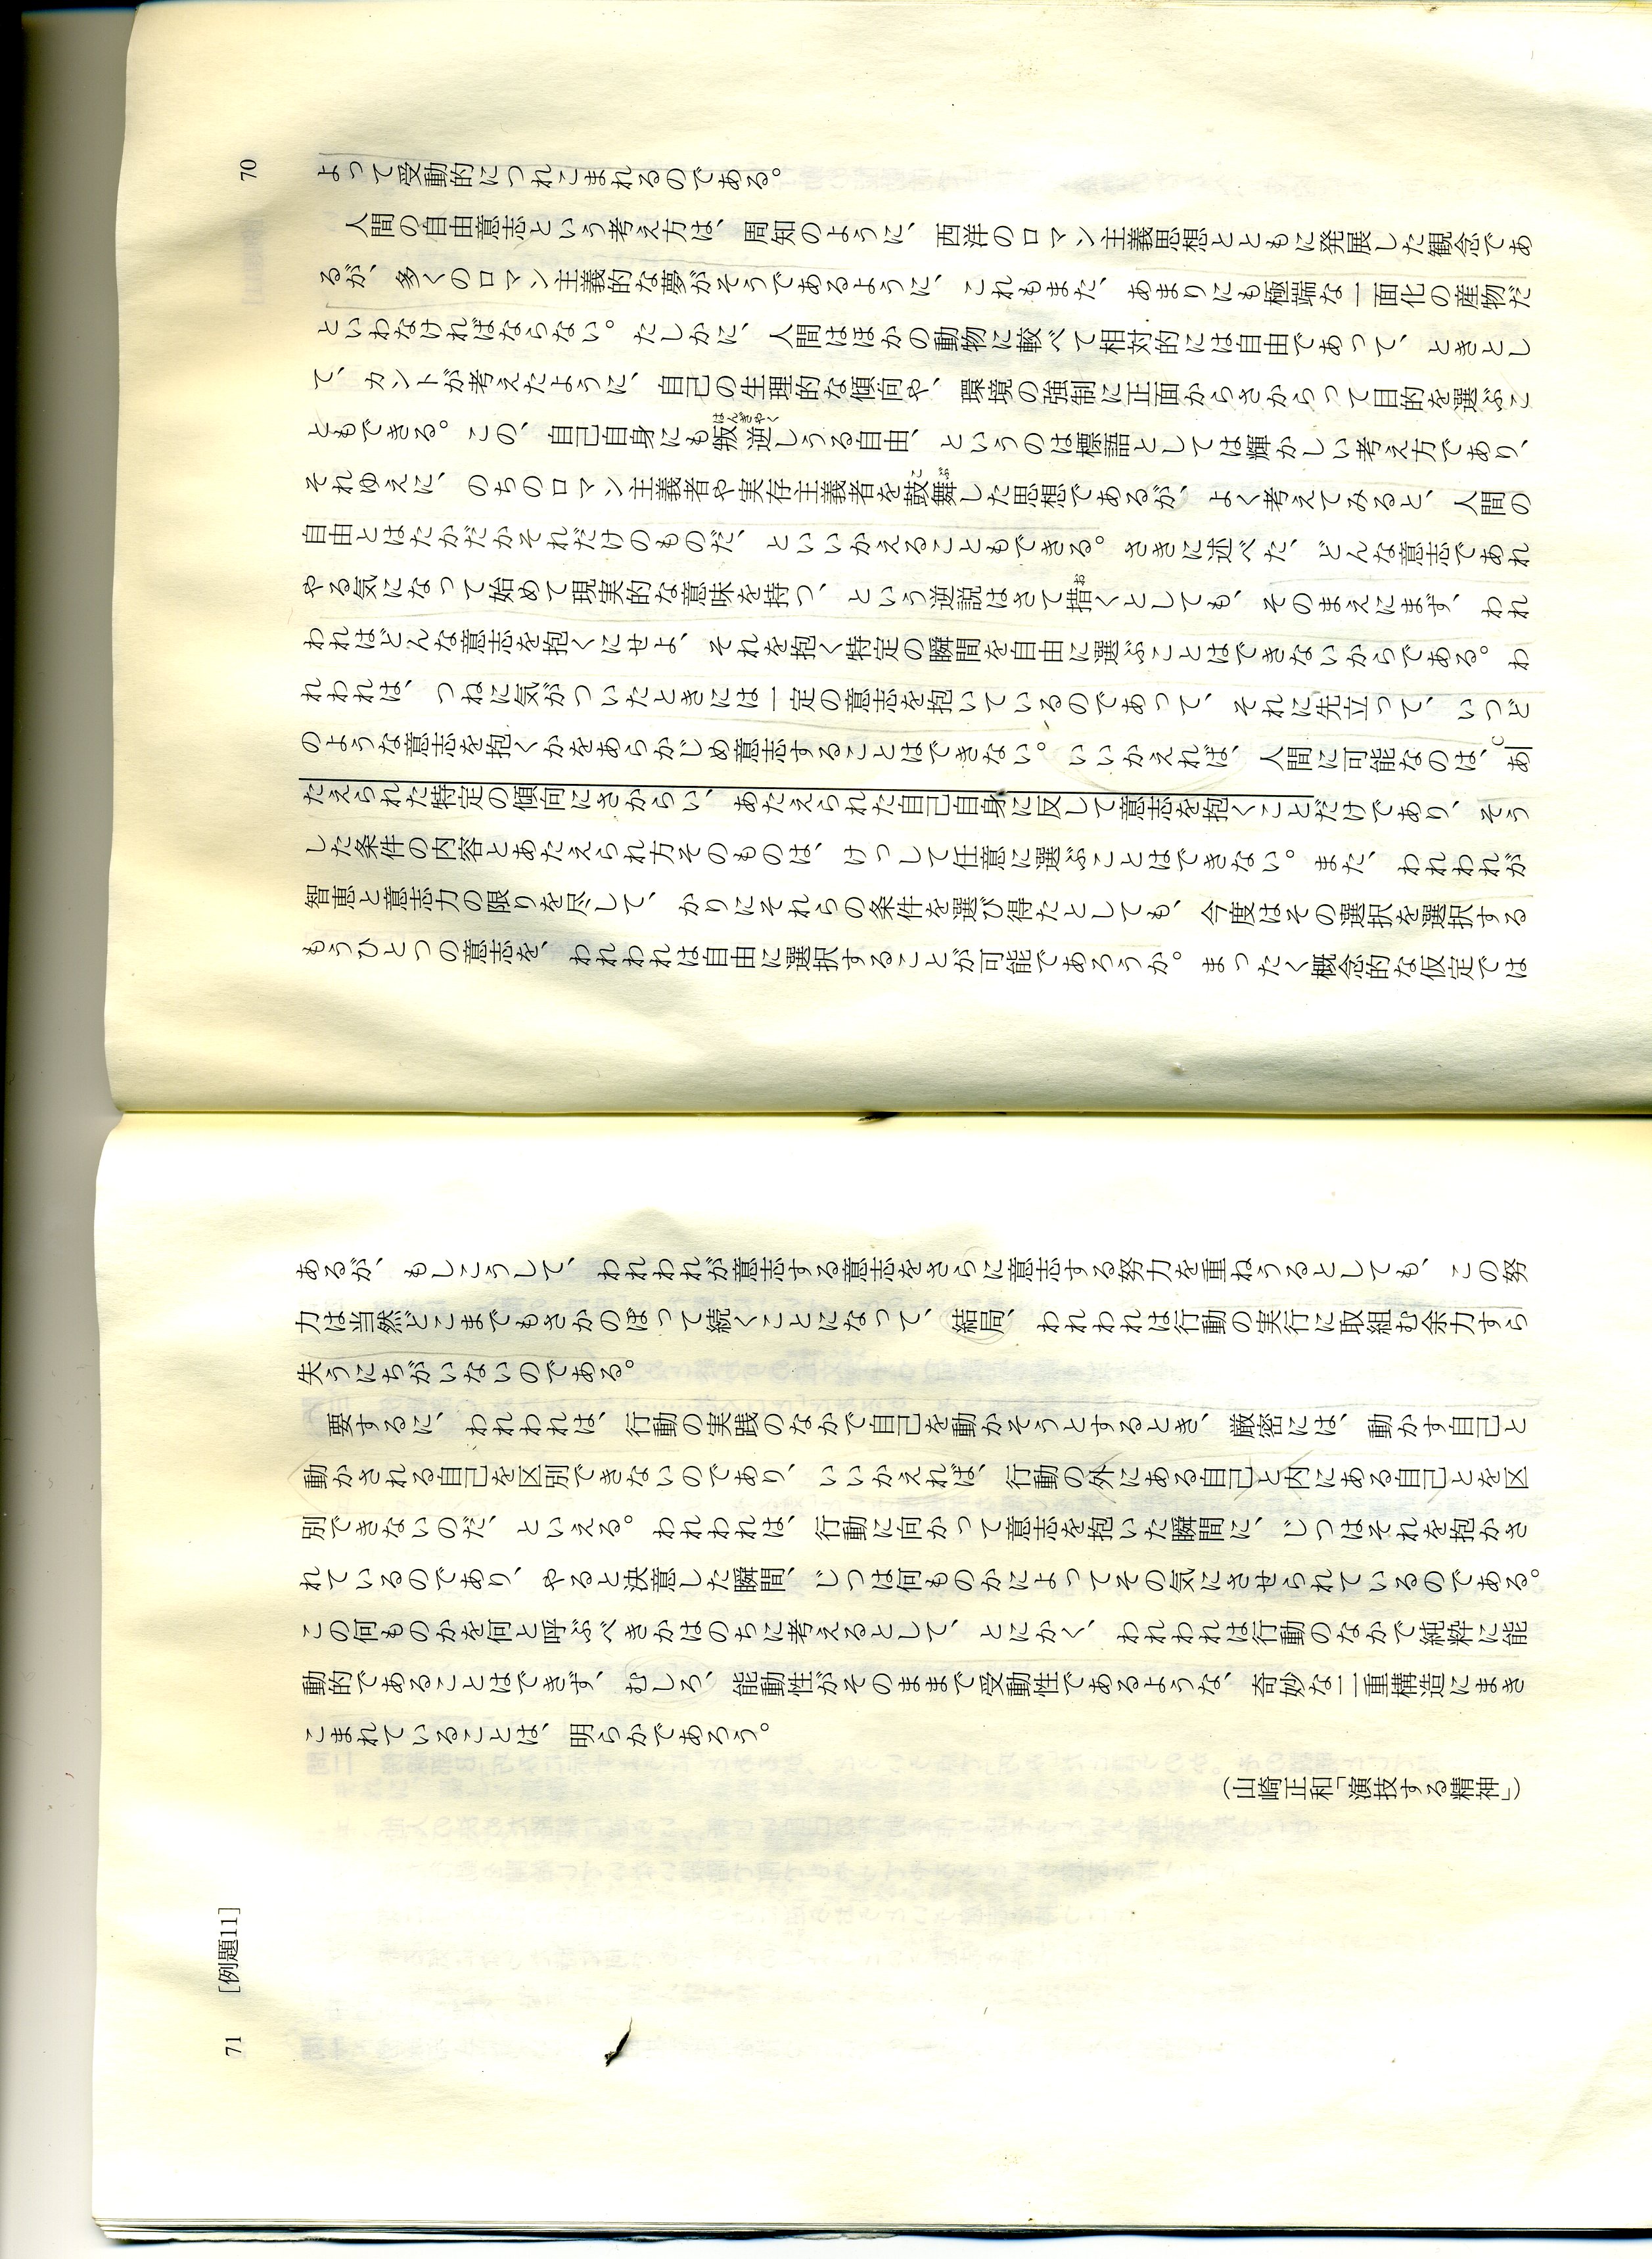 70
よって受動的につれこまれるのである。
人間の自由意志という考え方は、周知のように、西洋のロマン主義思想とともに発展した観念であ
るが、多くのロマン主義的な夢がそうであるように、これもまた、あまりにも極端な一面化の産物だ
といわなければならない。たしかに、人間はほかの動物に較べて相対的には自由であって、ときとし
て、カントが考えたように、自己の生理的な傾向や、環境の強制に正面からさからって目的を選ぶこ
ともできる。この、自己自身にも叛逆しうる自由、というのは標語としては輝かしい考え方であり、
はんぎゃく
それゆえに、のちのロマン主義者や実存主義者を鼓舞した思想であるが、よく考えてみると、人間の
こぶ
自由とはたかだかそれだけのものだ、といいかえることもできる。さきに述べた、どんな意志であれ
やる気になって始めて現実的な意味を持つ、という逆説はさて措くとしても、そのまえにまず、われ
お
われはどんな意志を抱くにせよ、それを抱く特定の瞬間を自由に選ぶことはできないからである。わ
れわれは、つねに気がついたときには一定の意志を抱いているのであって、それに先立って、いつど
のような意志を抱くかをあらかじめ意志することはできない。いいかえれば、人間に可能なのは、あ
C
たえられた特定の傾向にさからい、あたえられた自己自身に反して意志を抱くことだけであり、そう
した条件の内容とあたえられ方そのものは、けっして任意に選ぶことはできない。また、われわれが
智恵と意志力の限りを尽して、かりにそれらの条件を選び得たとしても、今度はその選択を選択する
もうひとつの意志を、われわれは自由に選択することが可能であろうか。まったく概念的な仮定では
あるが、もしこうして、われわれが意志する意志をさらに意志する努力を重ねうるとしても、この努
力は当然どこまでもさかのぼって続くことになって、結局、われわれは行動の実行に取組む余力すら
失うにちがいないのである。
要するに、われわれは、行動の実践のなかで自己を動かそうとするとき、厳密には、動かす自己と
動かされる自己を区別できないのであり、いいかえれば、行動の外にある自己と内にある自己とを区
別できないのだ、といえる。われわれは、行動に向かって意志を抱いた瞬間に、じつはそれを抱かさ
れているのであり、やると決意した瞬間、じつは何ものかによってその気にさせられているのである。
この何ものかを何と呼ぶべきかはのちに考えるとして、とにかく、われわれは行動のなかで純粋に能
動的であることはできず、むしろ、能動性がそのままで受動性であるような、奇妙な二重構造にまき
こまれていることは、明らかであろう。
(山崎正和「演技する精神」)
71 [例題11]